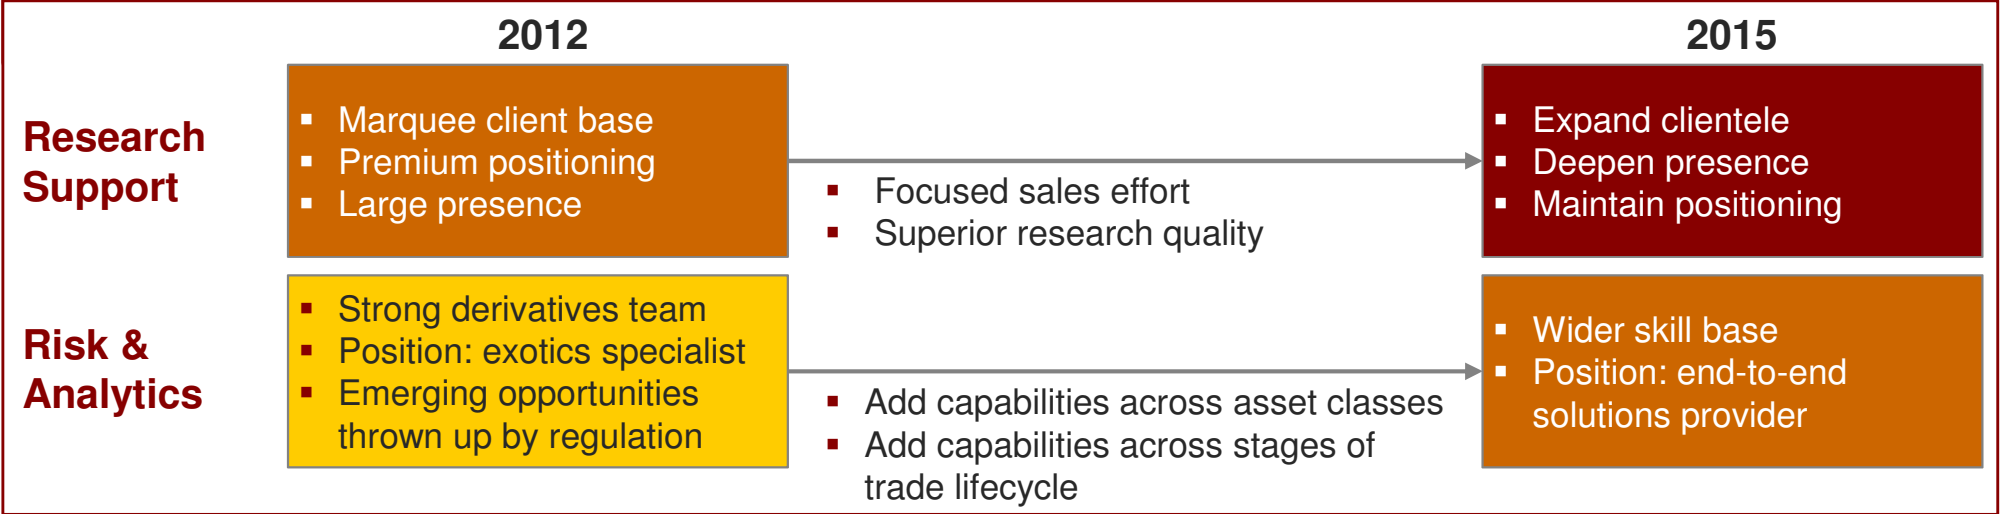 2012
2015
Research
Support
▪ Marquee client base
▪ Premium positioning
▪ Large presence
▪ Focused sales effort
▪ Superior research quality
▪ Expand clientele
▪ Deepen presence
▪ Maintain positioning
Risk &
Analytics
▪ Strong derivatives team
▪ Position: exotics specialist
▪ Emerging opportunities
thrown up by regulation
▪ Add capabilities across asset classes
▪ Add capabilities across stages of
trade lifecycle
▪ Wider skill base
▪ Position: end-to-end
solutions provider